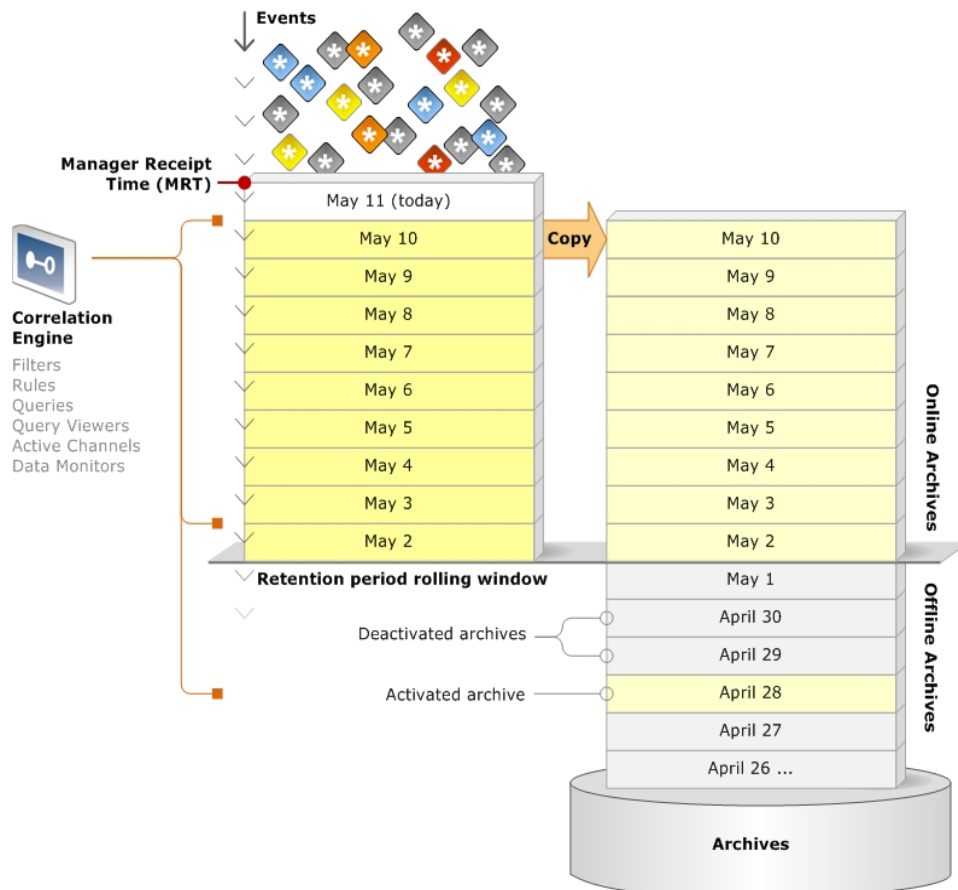 Events
Manager Receipt
Time (MRT)
Correlation
Engine
Filters
Rules
Queries
Query Viewers
Active Channels
Data Monitors
May 11 (today)
May 10
May 9
May 8
May 7
May 6
May 5
May 4
May 3
May 2
Retention period rolling window
Copy
May 10
May 9
May 8
May 7
May 6
May 5
May 4
May 3
May 2
May 1
April 30
April 29
April 28
April 27
April 26 ...
Deactivated archives
Activated archive
Online Archives
Offline Archives
Archives